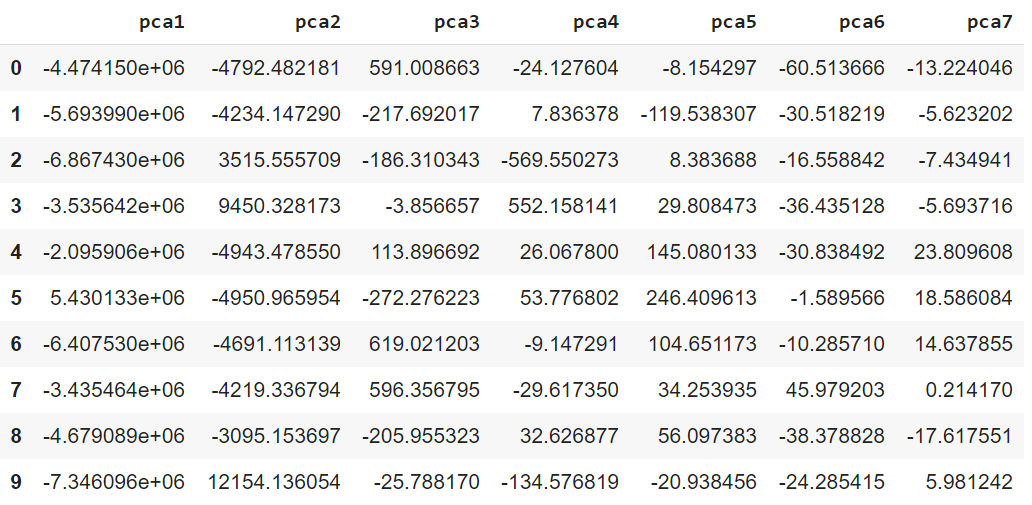 pca1 pca2 pca3 pca4 pca5 pca6 pca7
0 -4.474150e+06 -4792.482181 591.008663 -24.127604 -8.154297 -60.513666 -13.224046
1 -5.693990e+06 -4234.147290 -217.692017 7.836378 -119.538307 -30.518219 -5.623202
2 -6.867430e+06 3515.555709 -186.310343 -569.550273 8.383688 -16.558842 -7.434941
3 -3.535642e+06 9450.328173 -3.856657 552.158141 29.808473 -36.435128 -5.693716
4 -2.095906e+06 -4943.478550 113.896692 26.067800 145.080133 -30.838492 23.809608
5 5.430133e+06 -4950.965954 -272.276223 53.776802 246.409613 -1.589566 18.586084
6 -6.407530e+06 -4691.113139 619.021203 -9.147291 104.651173 -10.285710 14.637855
7 -3.435464e+06 -4219.336794 596.356795 -29.617350 34.253935 45.979203 0.214170
8 -4.679089e+06 -3095.153697 -205.955323 32.626877 56.097383 -38.378828 -17.617551
9 -7.346096e+06 12154.136054 -25.788170 -134.576819 -20.938456 -24.285415 5.981242